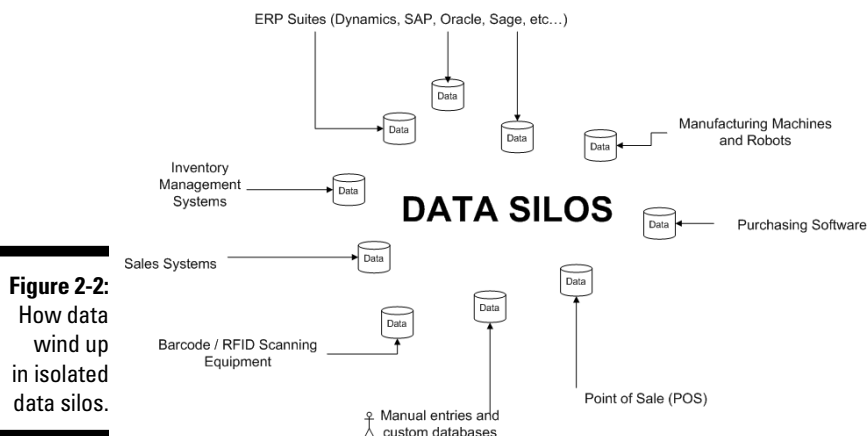 ERP Suites (Dynamics, SAP, Oracle, Sage, etc…)
Data
Data
Data
Data
Manufacturing Machines
and Robots
Inventory
Management
Systems
Data
DATA SILOS
Data
Purchasing Software
Sales Systems
Data
Data
Data
Data
Barcode / RFID Scanning
Equipment
Point of Sale (POS)
Manual entries and
custom databases
Figure 2-2:
How data
wind up
in isolated
data silos.